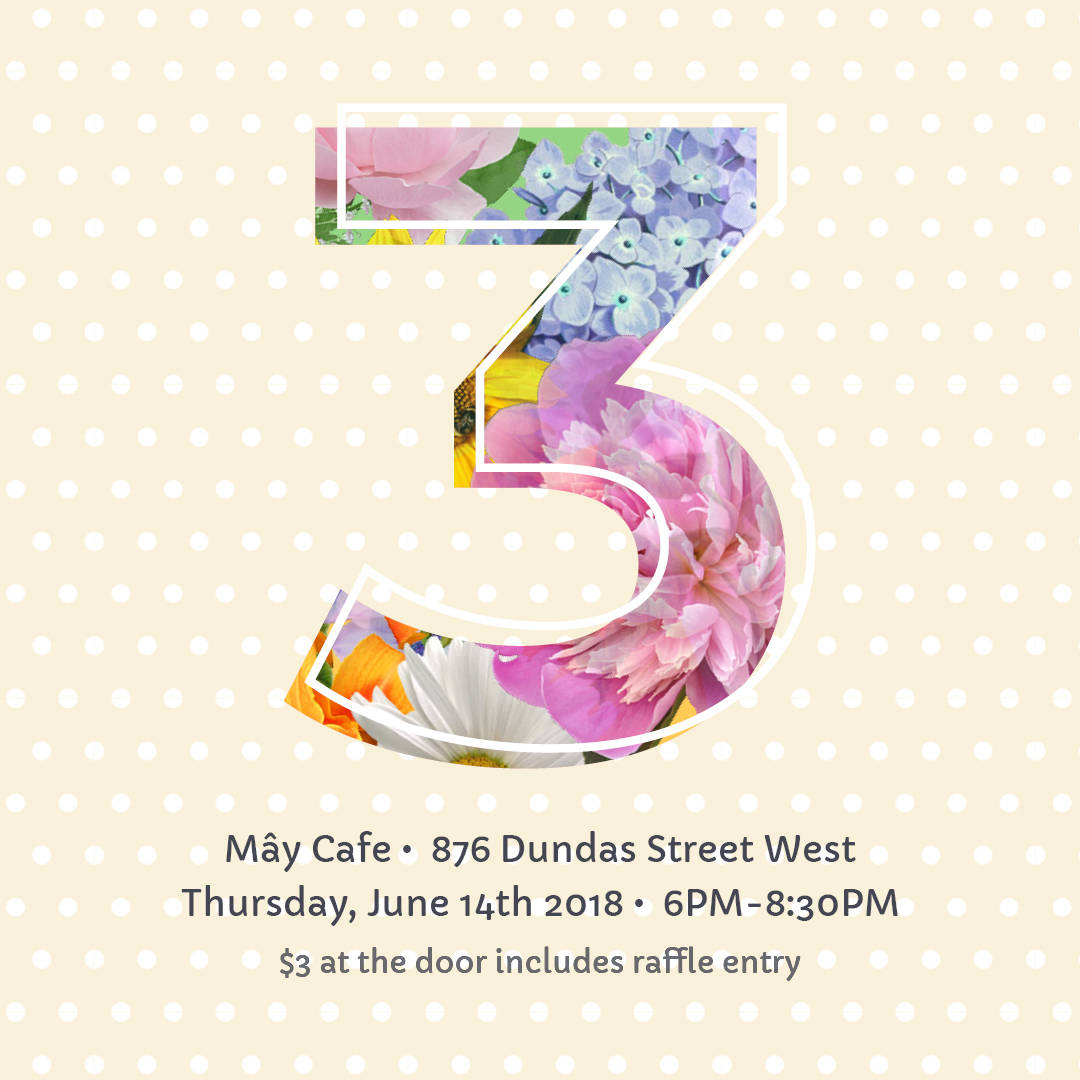 3
Mây Cafe • 876 Dundas Street West
Thursday, June 14th 2018 • 6PM-8:30PM
$3 at the door includes raffle entry